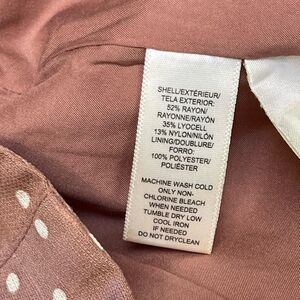 SHELL/EXTÉRIEUR/
TELA EXTERIOR:
52% RAYON/
RAYONNE/RAYÓN
35% LYOCELL
13% NYLON/NILÓN
LINING/DOUBLURE/
FORRO:
100% POLYESTER/
POLIÉSTER
MACHINE WASH COLD
ONLY NON-
CHLORINE BLEACH
WHEN NEEDED
TUMBLE DRY LOW
COOL IRON
IF NEEDED
DO NOT DRYCLEAN